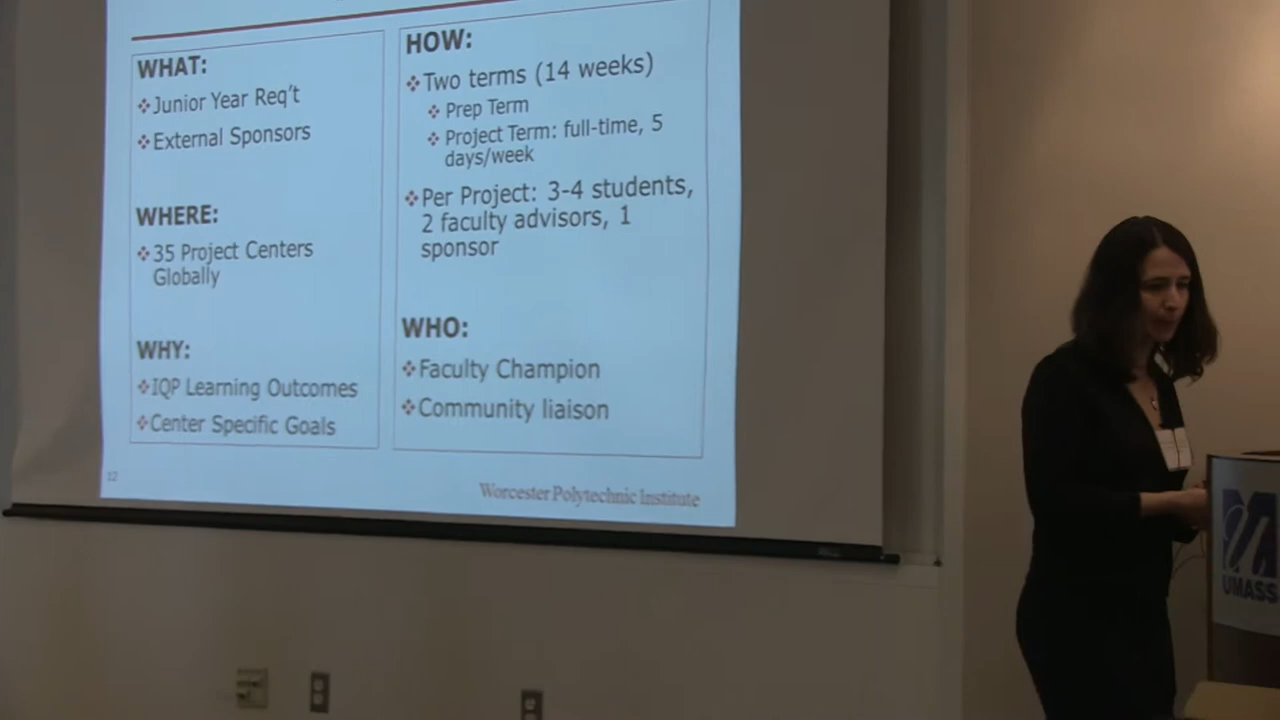 WHAT:
❖Junior Year Req't
❖External Sponsors
WHERE:
❖35 Project Centers
Globally
WHY:
❖IQP Learning Outcomes
❖Center Specific Goals
HOW:
❖Two terms (14 weeks)
❖Prep Term
❖Project Term: full-time, 5
days/week
❖Per Project: 3-4 students,
2 faculty advisors, 1
sponsor
WHO:
❖Faculty Champion
❖Community liaison
12
Worcester Polytechnic Institute
UMASS